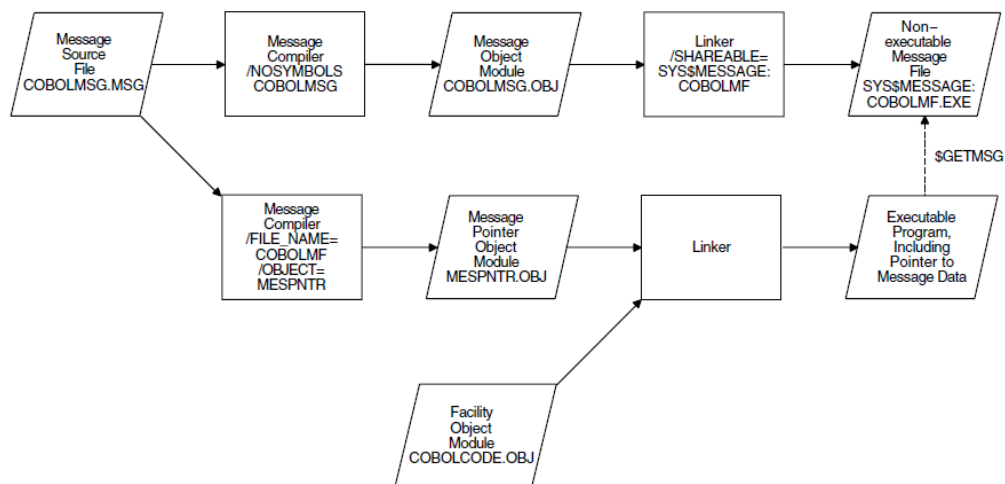 Message
Source
File
COBOLMSG.MSG
Message
Compiler
/NOSYMBOLS
COBOLMSG
Message
Object
Module
COBOLMSG.OBJ
Linker
/SHAREABLE=
SYS$MESSAGE:
COBOLMF
Non-
executable
Message
File
SYS$MESSAGE:
COBOLMF.EXE
$GETMSG
Message
Compiler
/FILE_NAME=
COBOLMF
/OBJECT=
MESPNTR
Message
Pointer
Object
Module
MESPNTR.OBJ
Linker
Executable
Program,
Including
Pointer to
Message Data
Facility
Object
Module
COBOLCODE.OBJ